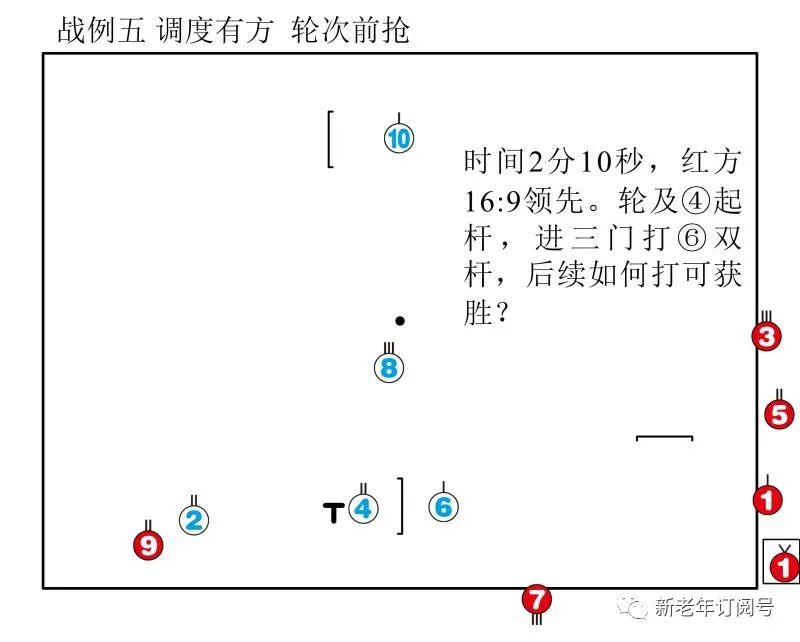 战例五 调度有方 轮次前抢
时间2分10秒，红方
16:9领先。轮及④起
杆，进三门打⑥双
杆，后续如何打可获
胜？
10
3
8
5
1
2
T
4
6
9
1
7
新老年订阅号